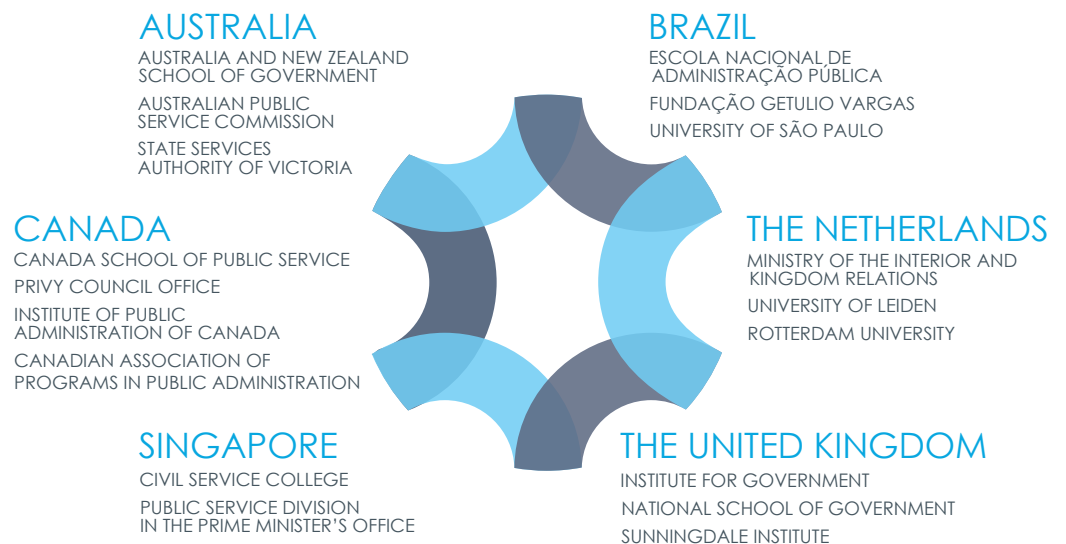 AUSTRALIA
AUSTRALIA AND NEW ZEALAND
SCHOOL OF GOVERNMENT
AUSTRALIAN PUBLIC
SERVICE COMMISSION
STATE SERVICES
AUTHORITY OF VICTORIA
BRAZIL
ESCOLA NACIONAL DE
ADMINISTRAÇÃO PÚBLICA
FUNDAÇÃO GETULIO VARGAS
UNIVERSITY OF SÃO PAULO
CANADA
CANADA SCHOOL OF PUBLIC SERVICE
PRIVY COUNCIL OFFICE
INSTITUTE OF PUBLIC
ADMINISTRATION OF CANADA
CANADIAN ASSOCIATION OF
PROGRAMS IN PUBLIC ADMINISTRATION
THE NETHERLANDS
MINISTRY OF THE INTERIOR AND
KINGDOM RELATIONS
UNIVERSITY OF LEIDEN
ROTTERDAM UNIVERSITY
SINGAPORE
CIVIL SERVICE COLLEGE
PUBLIC SERVICE DIVISION
IN THE PRIME MINISTER’S OFFICE
THE UNITED KINGDOM
INSTITUTE FOR GOVERNMENT
NATIONAL SCHOOL OF GOVERNMENT
SUNNINGDALE INSTITUTE